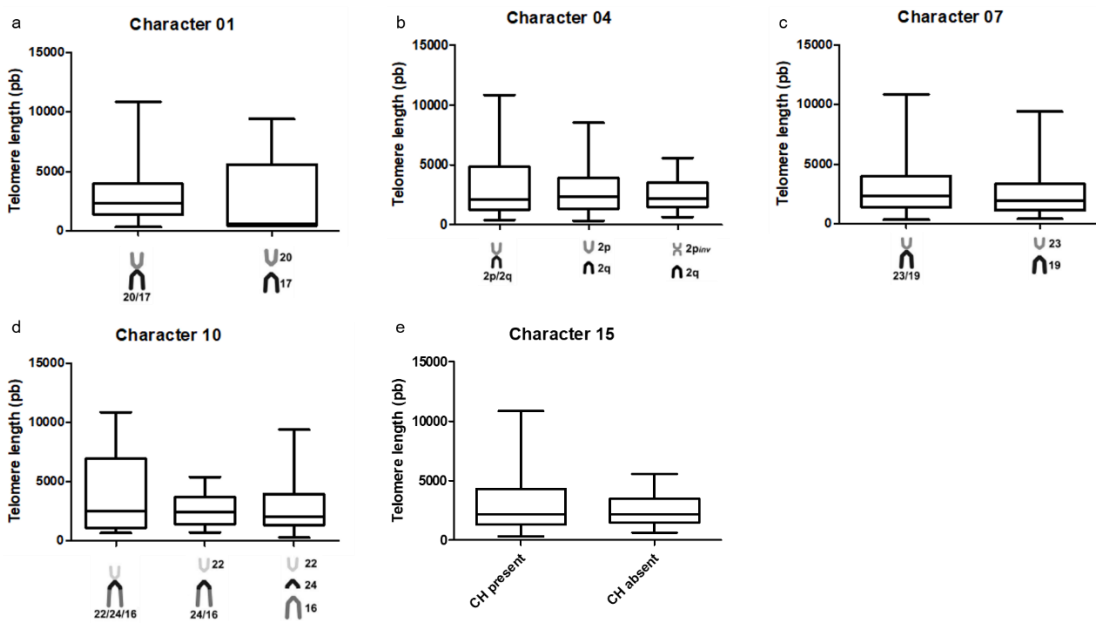 a
Character 01
Telomere length (pb)
15000
10000
5000
0
20/17
20
17
b
Character 04
Telomere length (pb)
15000
10000
5000
0
2p/2q
2p
2q
2pinv
2q
c
Character 07
Telomere length (pb)
15000
10000
5000
0
23/19
23
19
d
Character 10
Telomere length (pb)
15000
10000
5000
0
22/24/16
22
24/16
22
24
16
e
Character 15
Telomere length (pb)
15000
10000
5000
0
CH present
CH absent